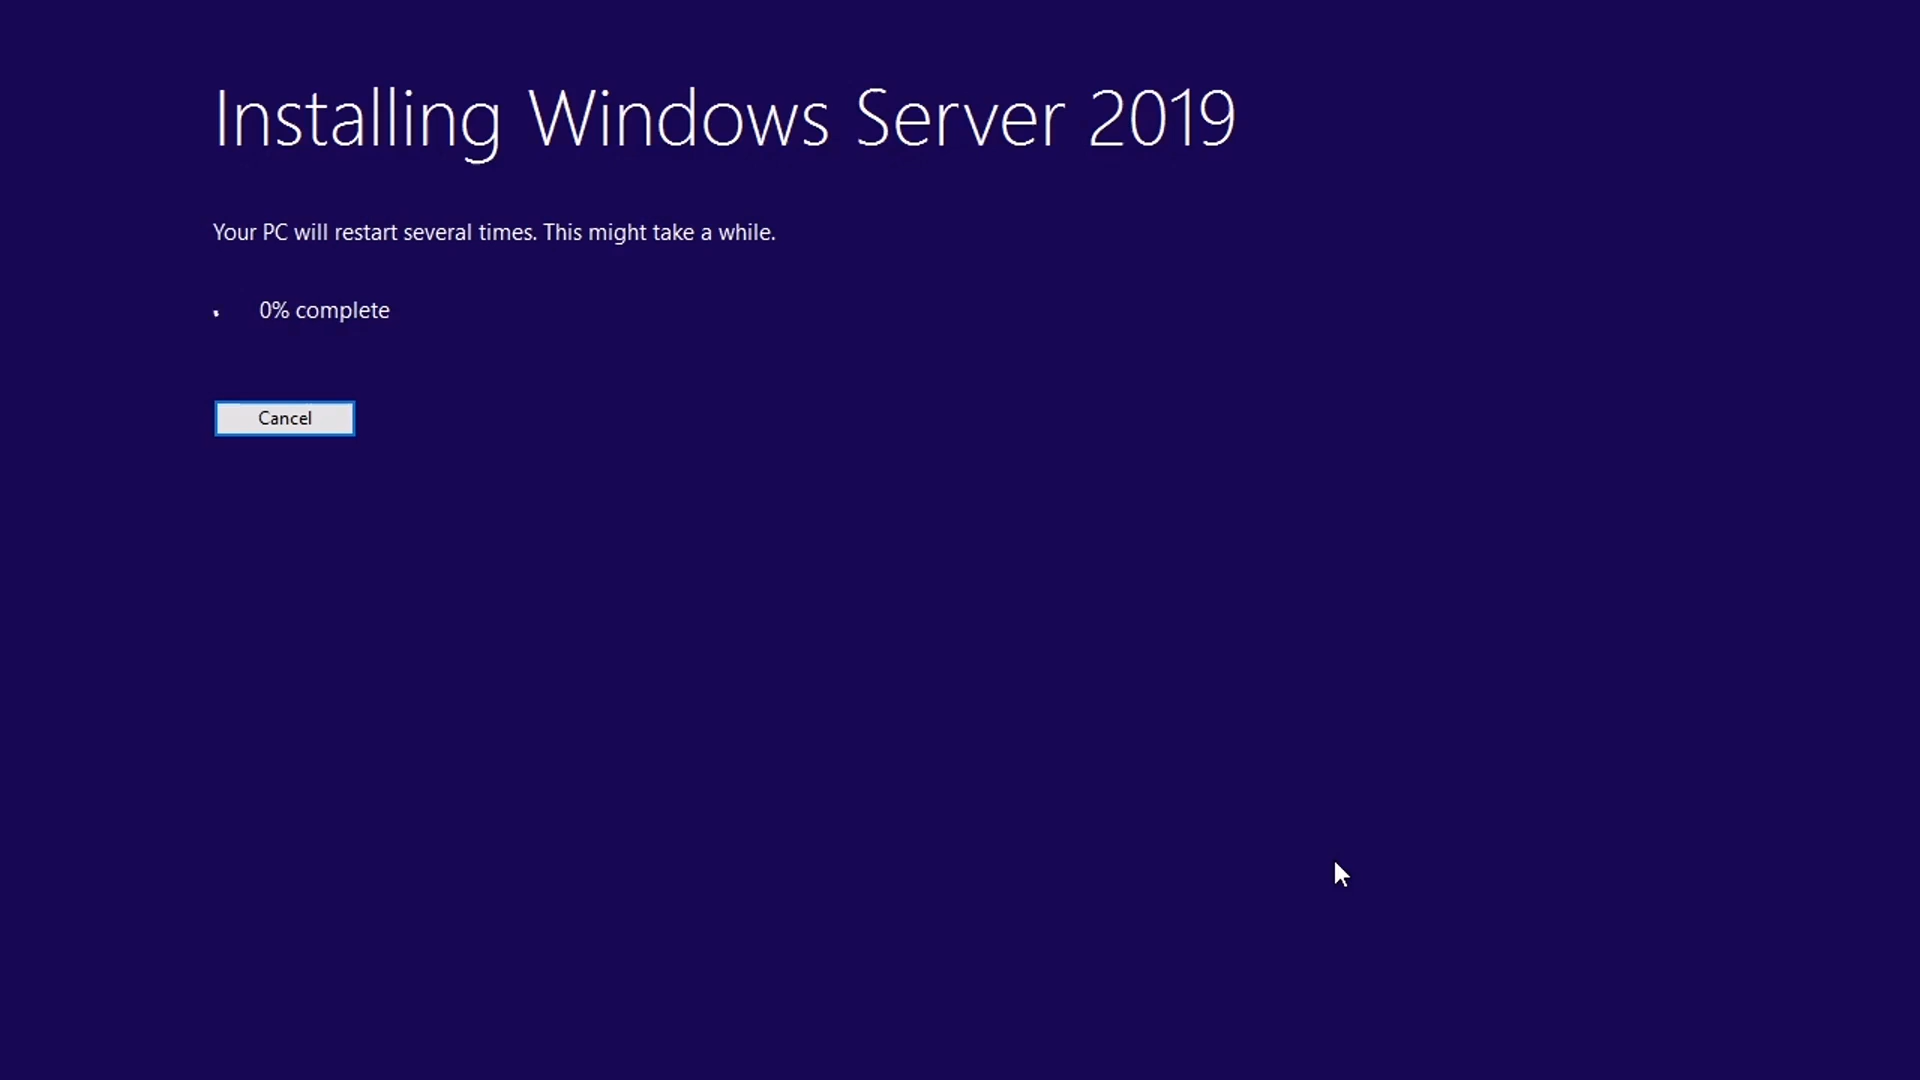 Installing Windows Server 2019
Your PC will restart several times. This might take a while.
0% complete
Cancel